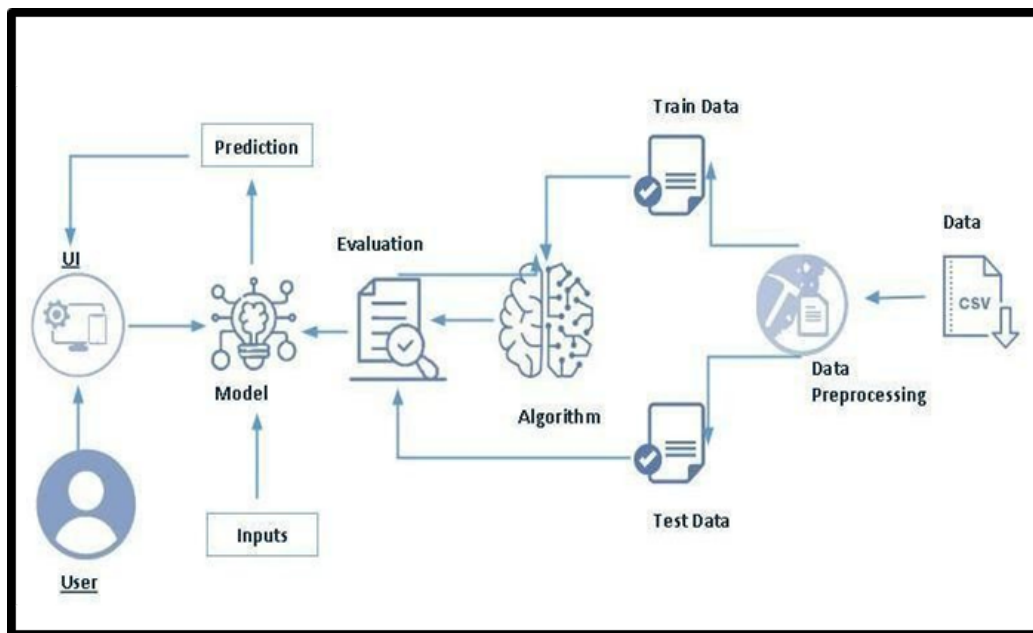 Train Data
Prediction
Data
Evaluation
UI
CSV
Model
Data
Preprocessing
Algorithm
Test Data
Inputs
User